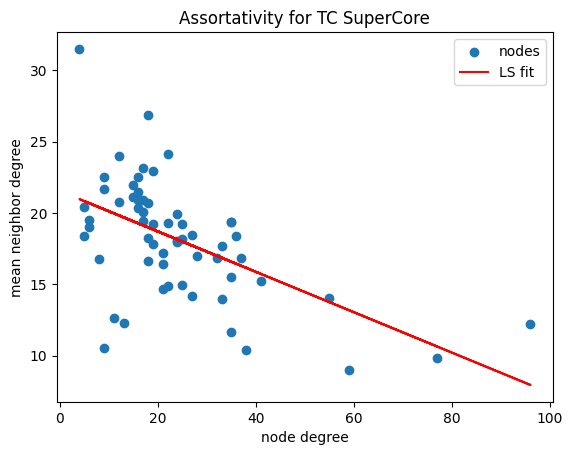 Assortativity for TC SuperCore
nodes
LS fit
mean neighbor degree
30
25
20
15
10
0
20
40
60
80
100
node degree